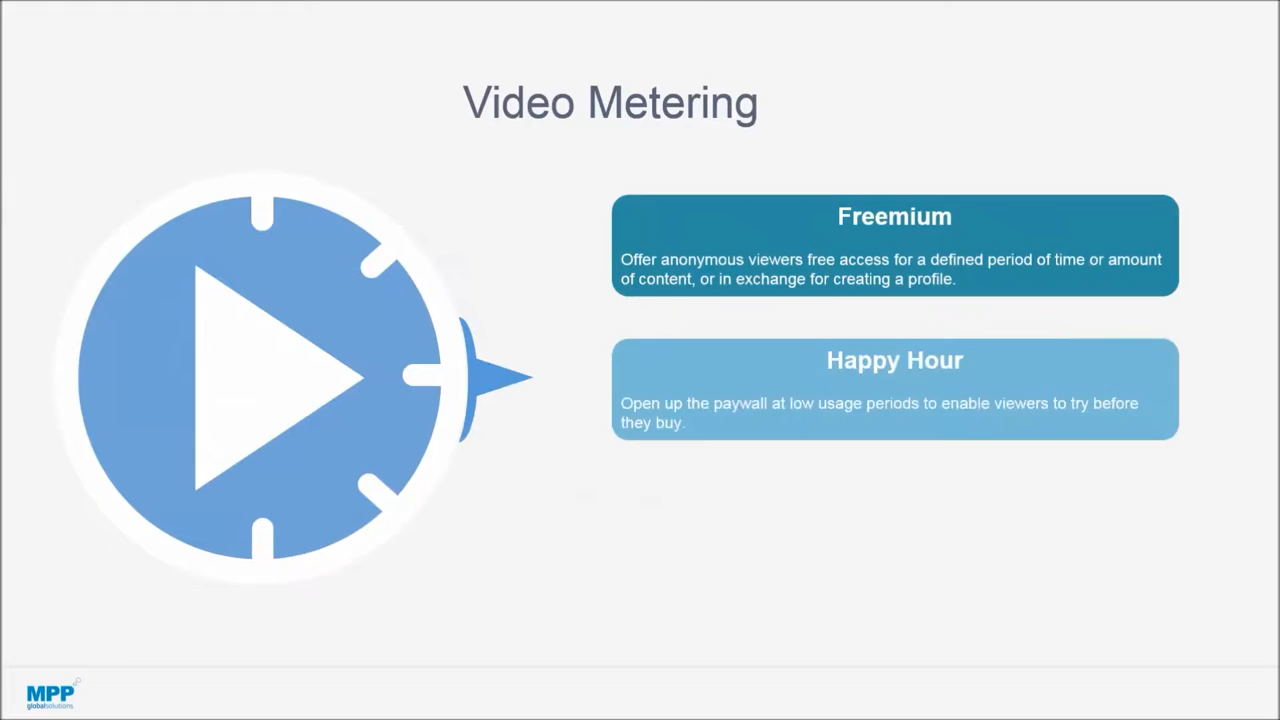 Video Metering
Freemium
Offer anonymous viewers free access for a defined period of time or amount
of content, or in exchange for creating a profile.
Happy Hour
Open up the paywall at low usage periods to enable viewers to try before
they buy.
MPP
globalsolutions